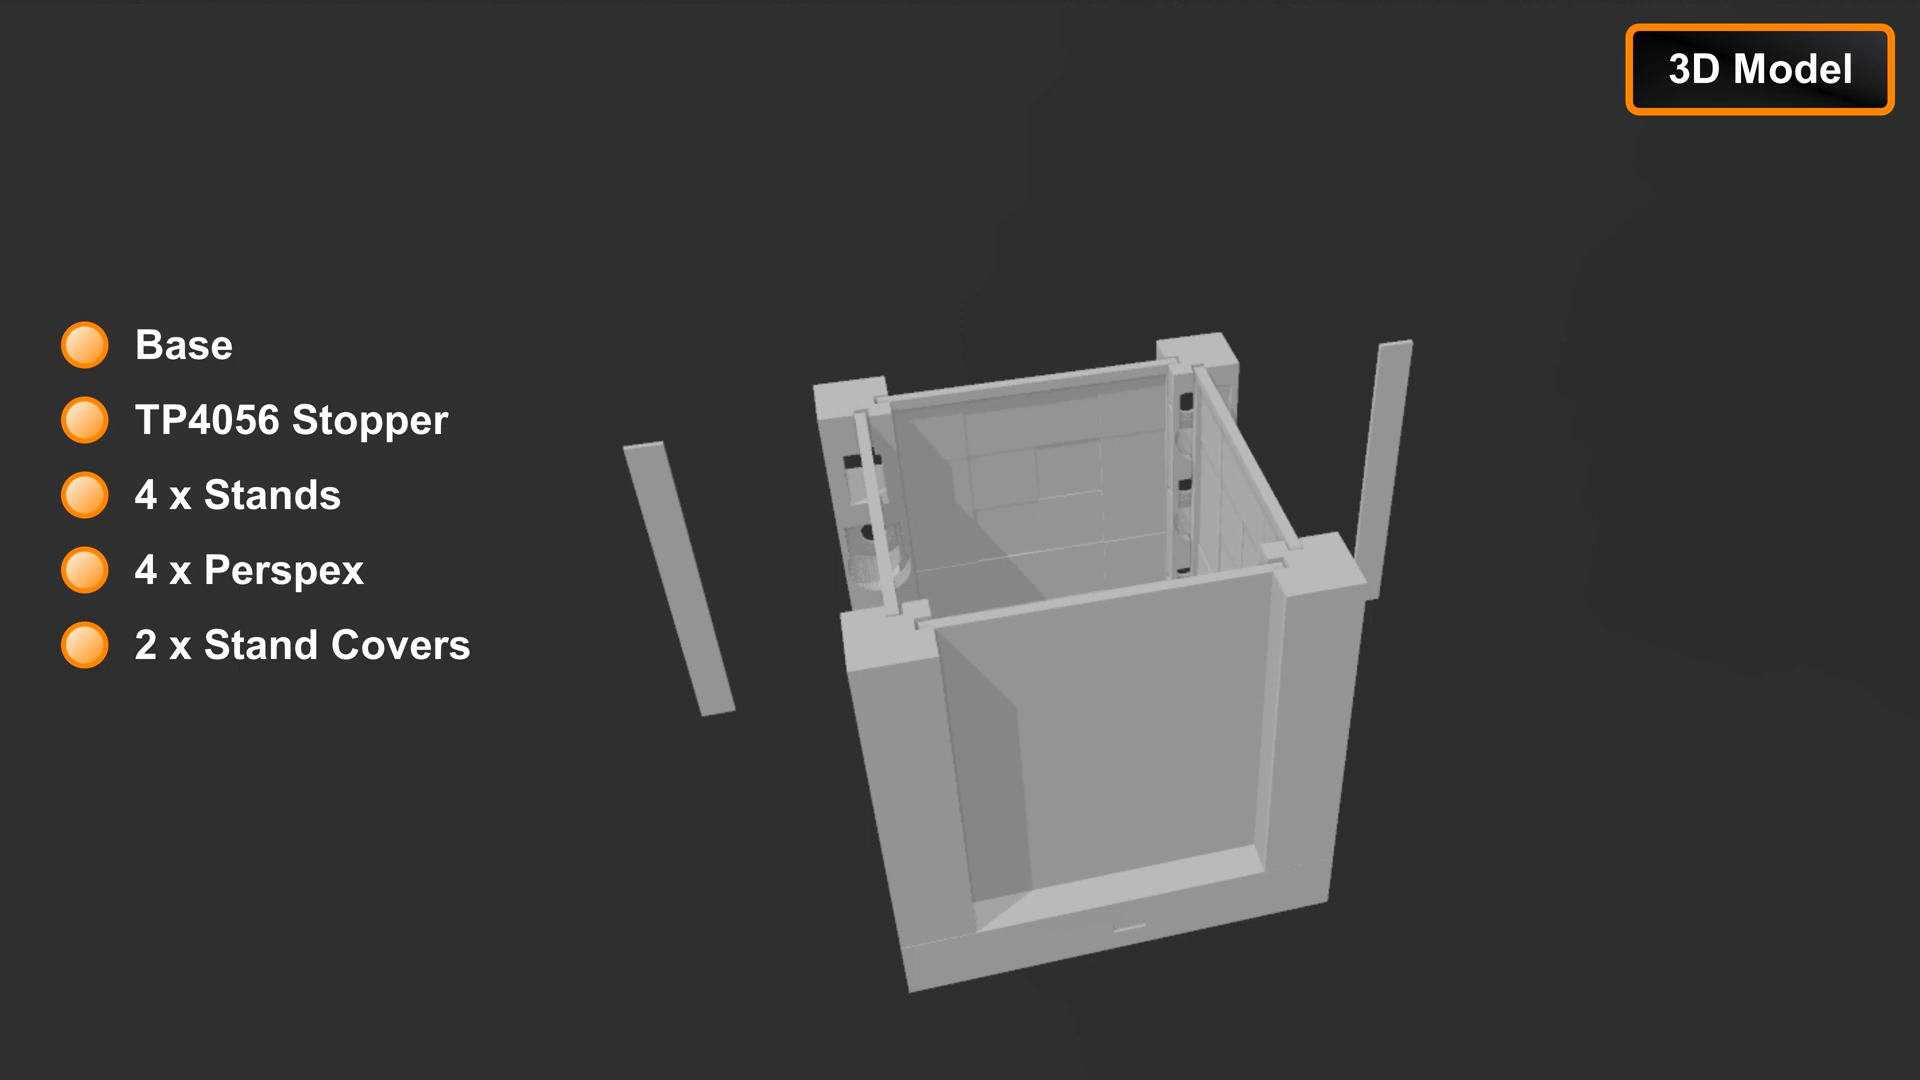 3D Model
Base
TP4056 Stopper
4 x Stands
4 x Perspex
2 x Stand Covers